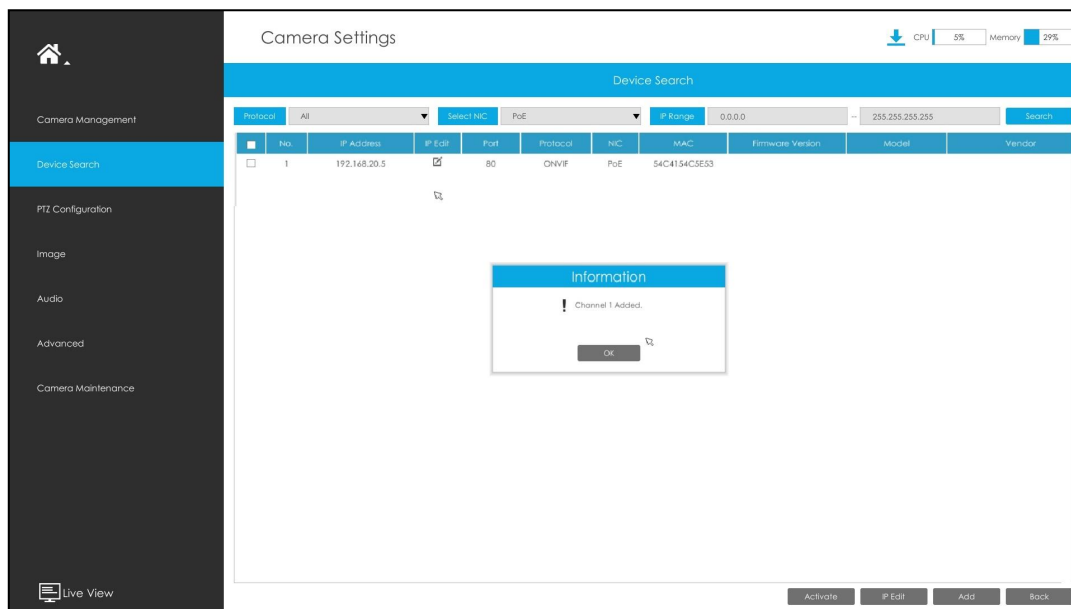 Camera Settings
CPU 5% Memory 29%
Device Search
Camera Management
Device Search
PTZ Configuration
Image
Audio
Advanced
Camera Maintenance
Live View
Protocol All Select NIC PoE IP Range 0.0.0.0 -- 255.255.255.255 Search
No. IP Address IP Edit Port Protocol NIC MAC Firmware Version Model Vendor
1 192.168.20.5 80 ONVIF PoE 54C4154C5E53
Information
! Channel 1 Added.
OK
Activate IP Edit Add Back